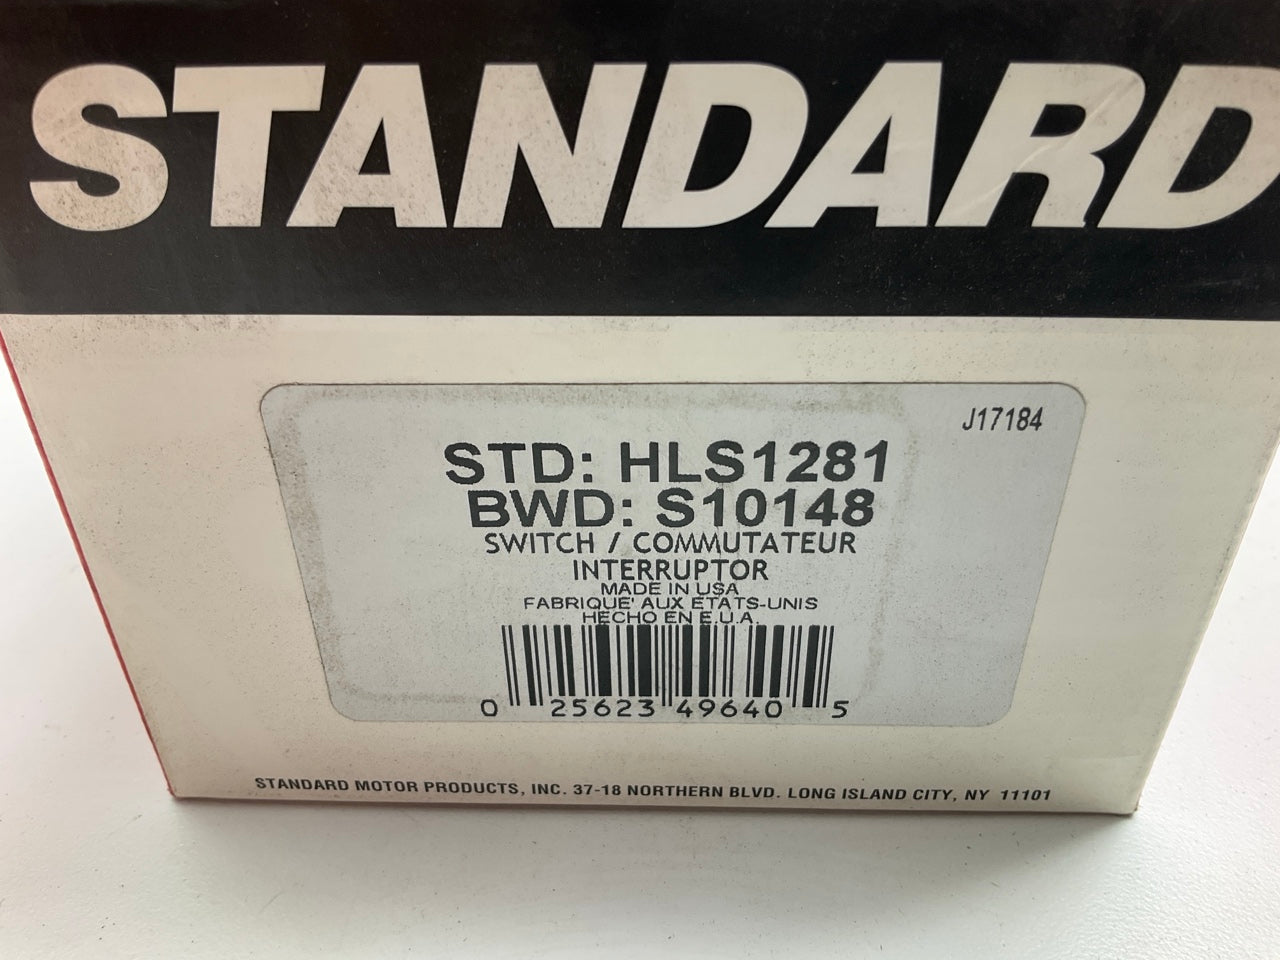 STANDARD
J17184
STD: HLS1281
BWD: S10148
SWITCH / COMMUTATEUR
INTERRUPTOR
MADE IN USA
FABRIQUE' AUX ETATS-UNIS
HECHO EN E.U.A.
0 25623 49640 5
STANDARD MOTOR PRODUCTS, INC. 37-18 NORTHERN BLVD. LONG ISLAND CITY, NY 11101